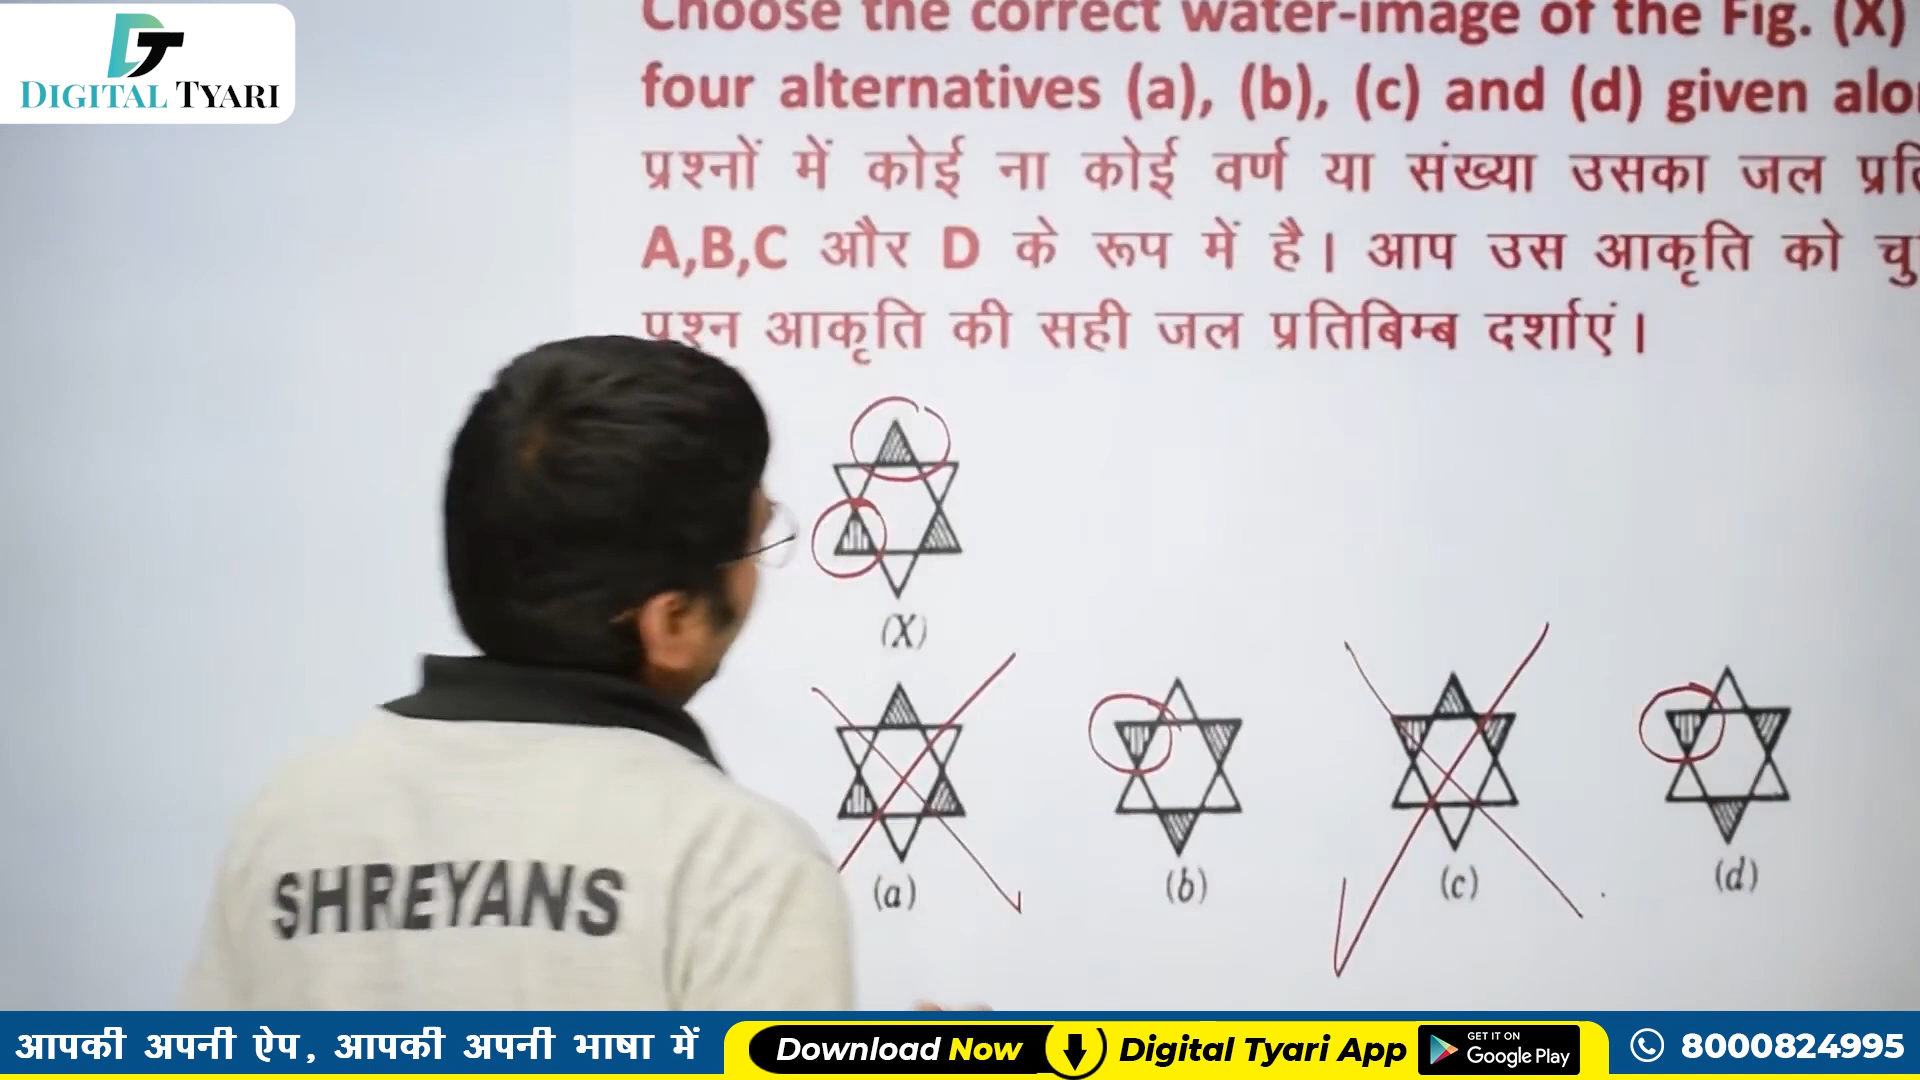 DT
DIGITAL TYARI
Choose the correct water-image of the Fig. (X)
four alternatives (a), (b), (c) and (d) given
प्रश्नों में कोई ना कोई वर्ण या संख्या उसका जल
A,B,C और D के रूप में है। आप उस आकृति को
प्रश्न आकृति की सही जल प्रतिबिम्ब दर्शाएं।
(X)
(a) (b) (c) (d)
SHREYANS
आपकी अपनी ऐप, आपकी अपनी भाषा में
Download Now
Digital Tyari App
GET IT ON
Google Play
8000824995